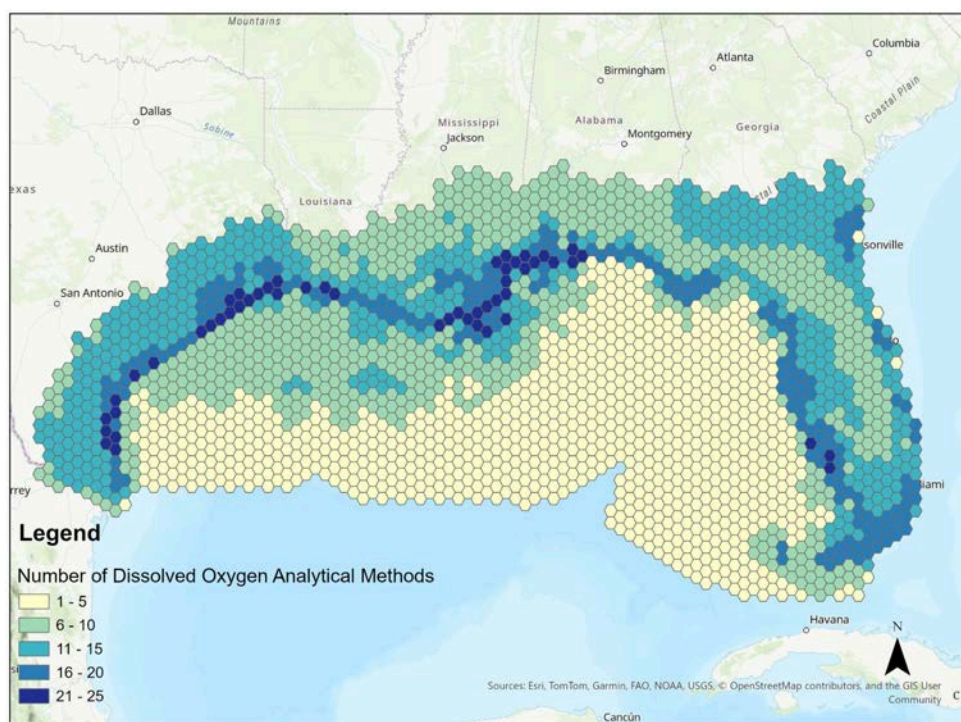 Mountains
Columbia
Atlanta
Birmingham
Coastal Plain
Dallas
Sabine
Mississippi
Alabama
Georgia
Jackson
Montgomery
exas
Louisiana
Austin
sonville
San Antonio
rrey
iami
Legend
Number of Dissolved Oxygen Analytical Methods
1 - 5
6 - 10
11 - 15
16 - 20
21 - 25
Havana
N
Sources: Esri, TomTom, Garmin, FAO, NOAA, USGS, © OpenStreetMap contributors, and the GIS User
Community
Cancún